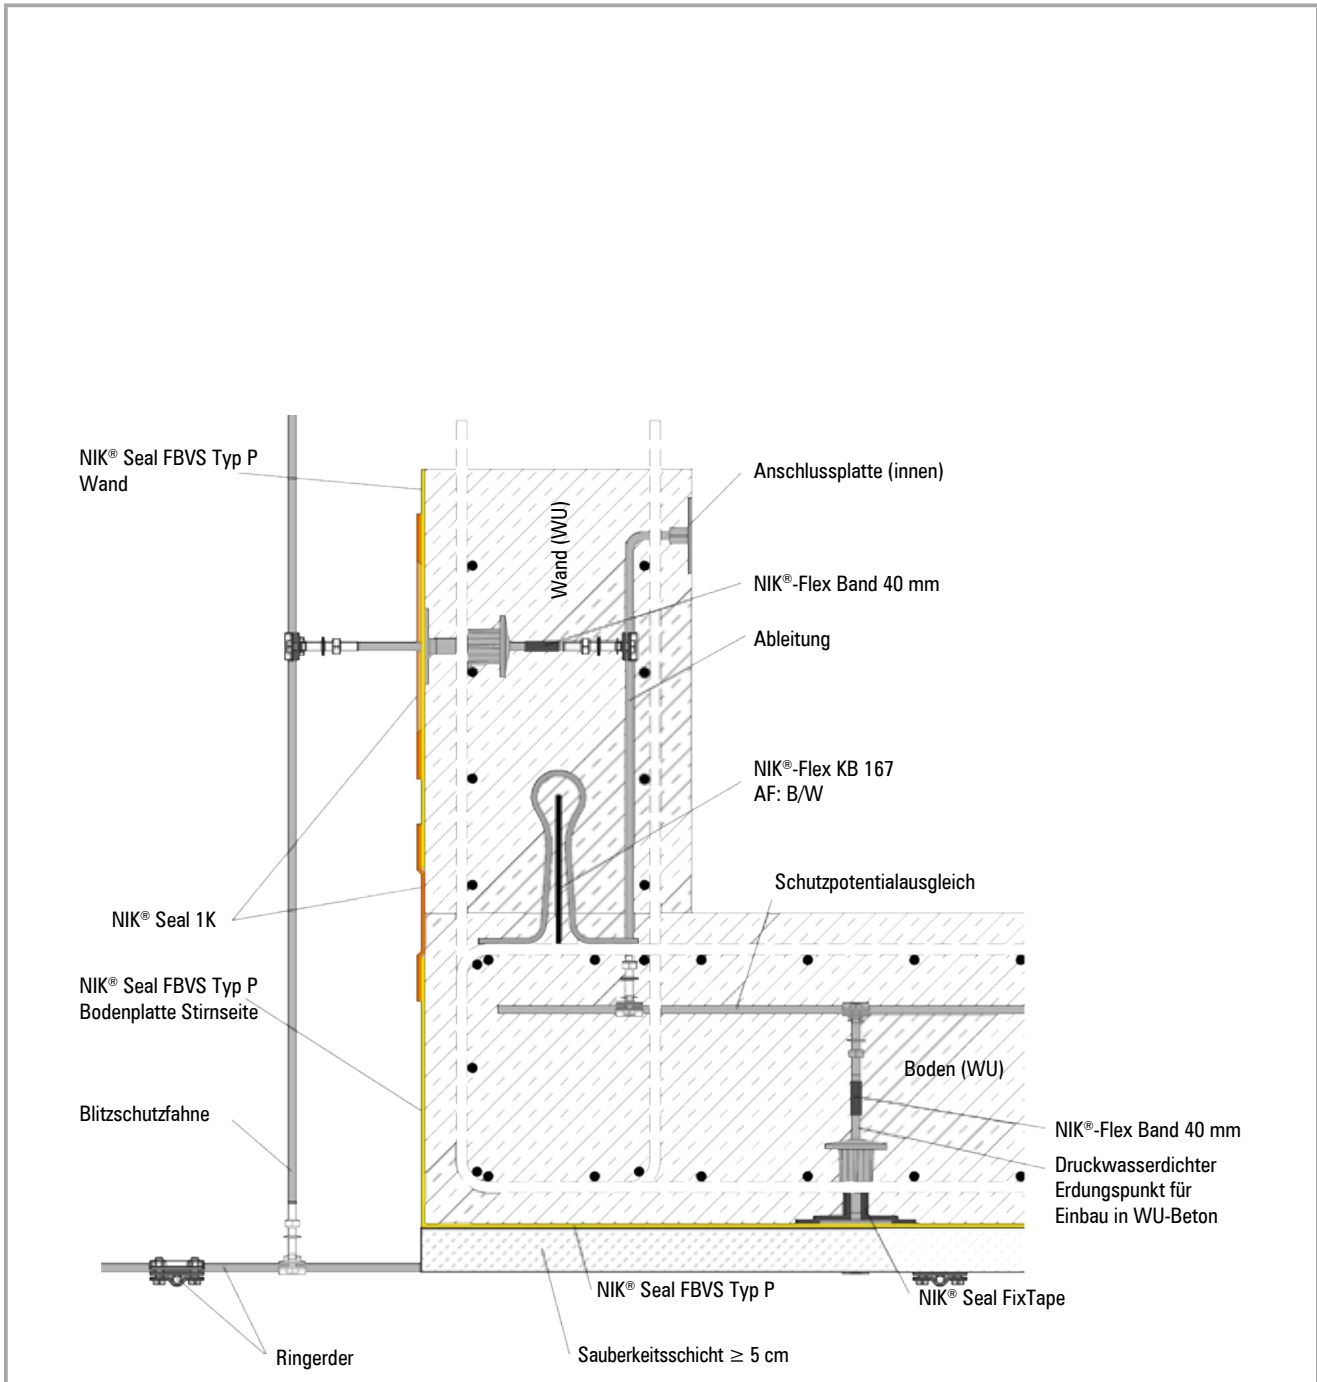 NIK® Seal FBVS Typ P
Wand
Anschlussplatte (innen)
Wand (WU)
NIK®-Flex Band 40 mm
Ableitung
NIK®-Flex KB 167
AF: B/W
Schutzpotentialausgleich
NIK® Seal 1K
NIK® Seal FBVS Typ P
Bodenplatte Stirnseite
Boden (WU)
Blitzschutzfahne
NIK®-Flex Band 40 mm
Druckwasserdichter
Erdungspunkt für
Einbau in WU-Beton
NIK® Seal FBVS Typ P
NIK® Seal FixTape
Ringerder
Sauberkeitsschicht ≥ 5 cm